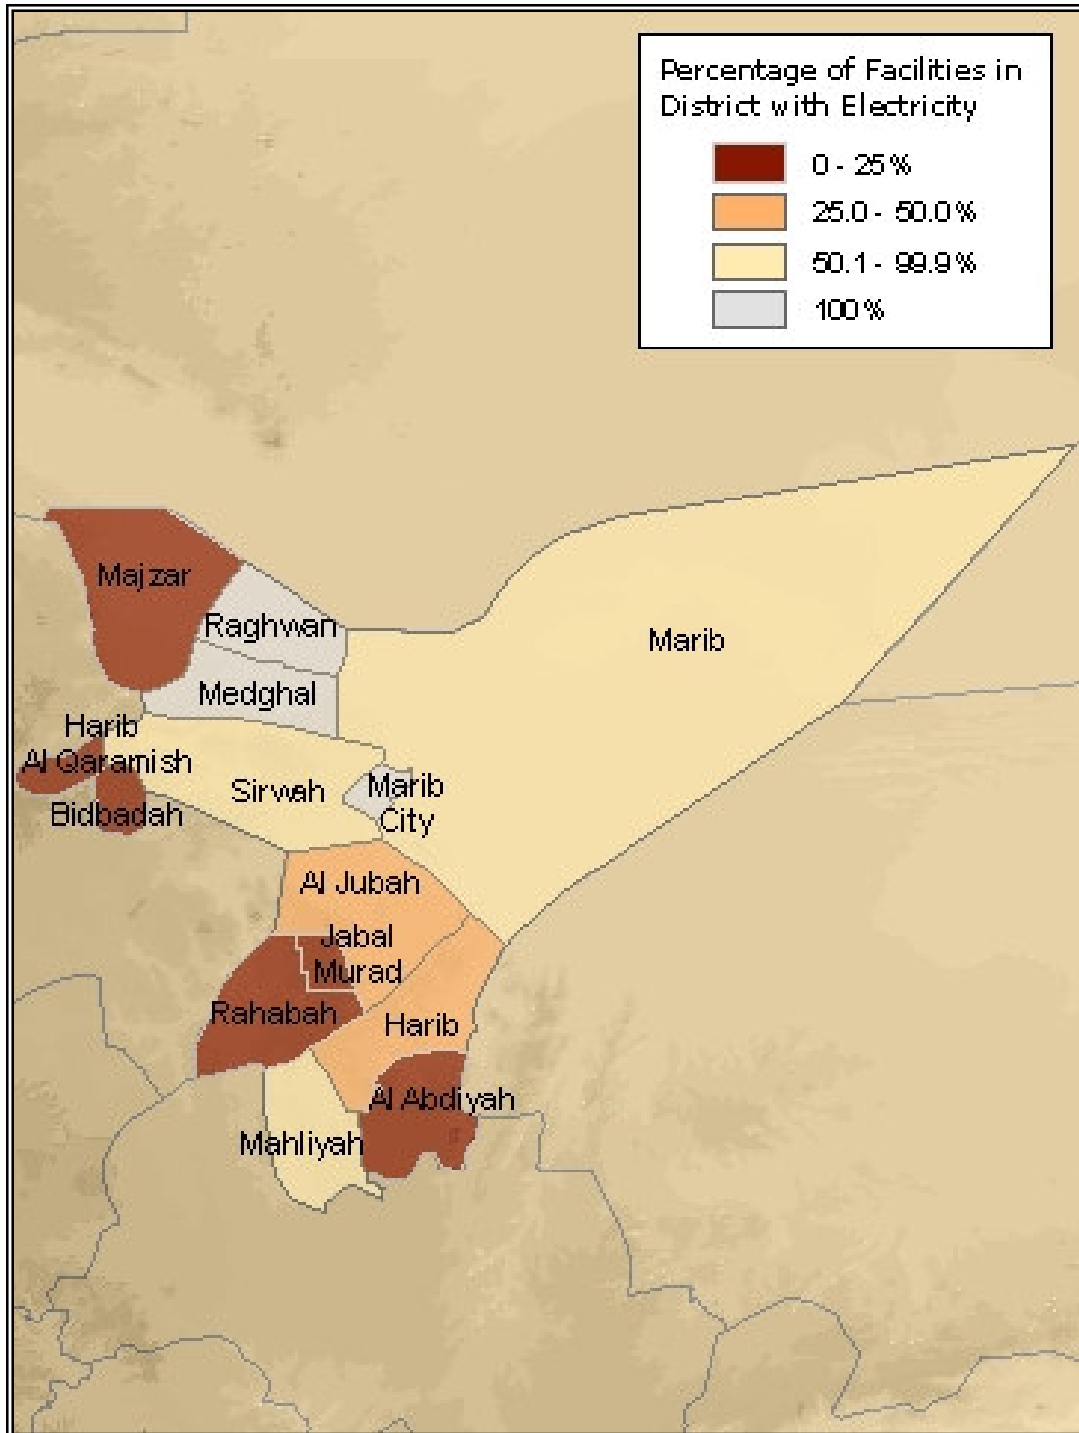 Percentage of Facilities in
District with Electricity
0 - 25%
25.0 - 50.0%
50.1 - 99.9%
100%
Majzar
Raghwan
Marib
Medghal
Harib
Al Qaramish
Sirwah
Marib
City
Bidbadah
Al Jubah
Jabal
Murad
Rahabah
Harib
Al Abdiyah
Mahliyah